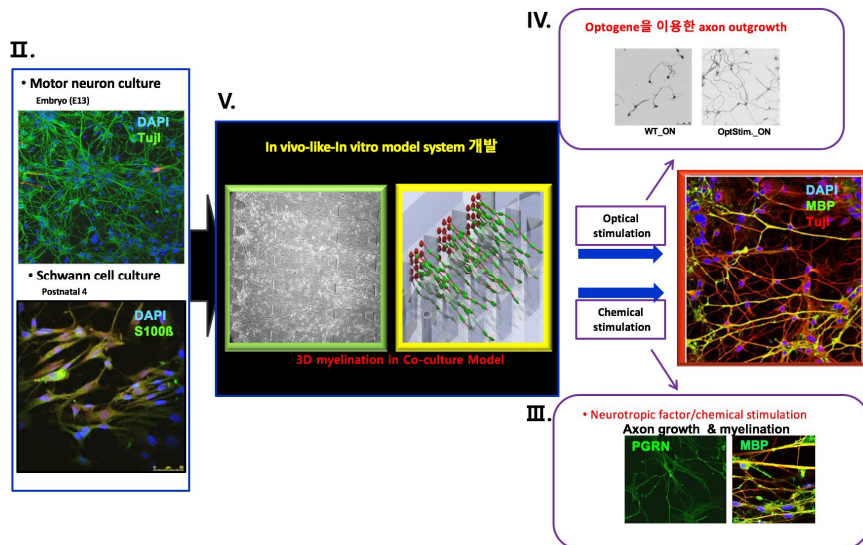 II.
• Motor neuron culture
Embryo (E13)
DAPI
TujI
• Schwann cell culture
Postnatal 4
DAPI
S100ß
V.
In vivo-like-In vitro model system 개발
3D myelination in Co-culture Model
IV.
Optogene을 이용한 axon outgrowth
WT_ON
OptStim._ON
Optical
stimulation
Chemical
stimulation
DAPI
MBP
TujI
III.
• Neurotropic factor/chemical stimulation
Axon growth & myelination
PGRN
MBP